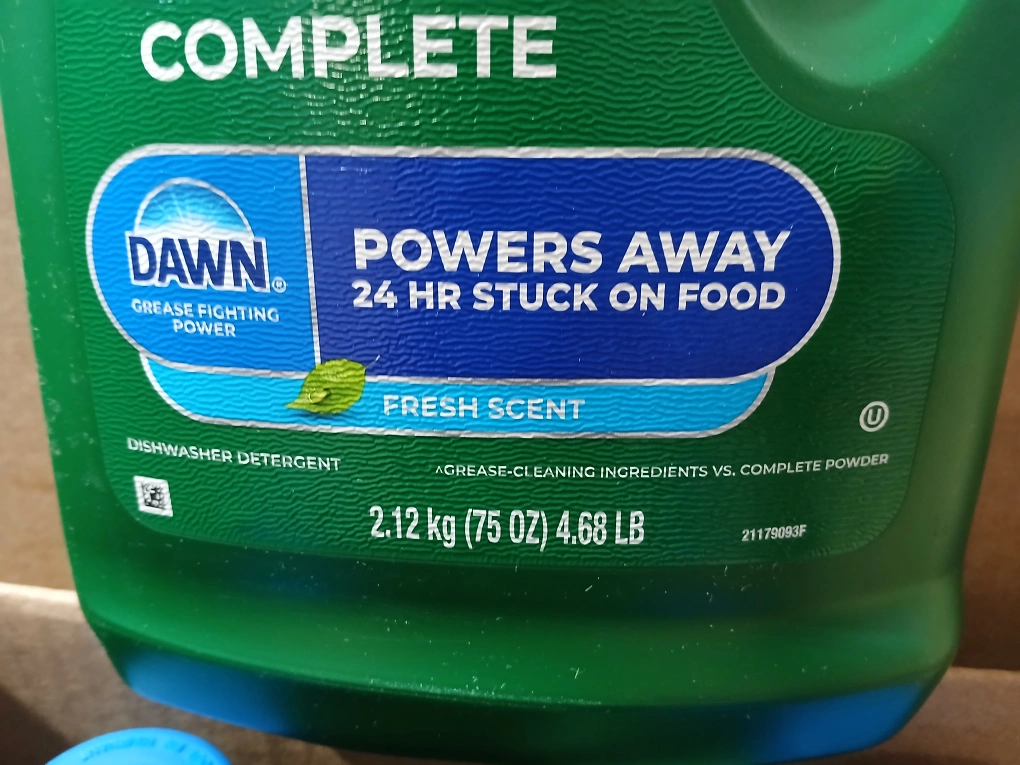 COMPLETE
DAWN®
GREASE FIGHTING
POWER
POWERS AWAY
24 HR STUCK ON FOOD
FRESH SCENT
U
DISHWASHER DETERGENT
^GREASE-CLEANING INGREDIENTS VS. COMPLETE POWDER
2.12 kg (75 OZ) 4.68 LB
21179093F